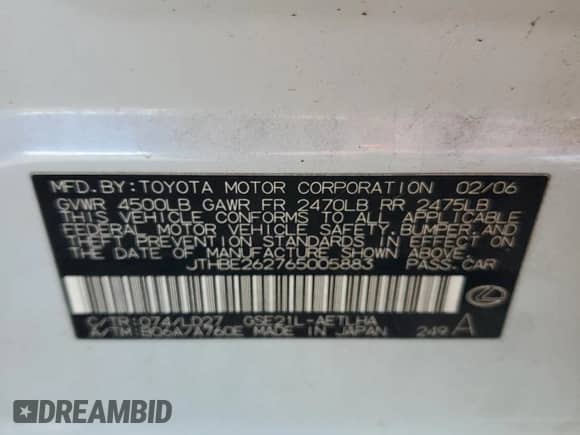 MFD. BY: TOYOTA MOTOR CORPORATION 02/06
GVWR 4500LB GAWR FR 2470LB RR 2475LB
THIS VEHICLE CONFORMS TO ALL APPLICABLE
FEDERAL MOTOR VEHICLE SAFETY, BUMPER, AND
THEFT PREVENTION STANDARDS IN EFFECT ON
THE DATE OF MANUFACTURE SHOWN ABOVE.
JTHBE262765005883 PASS. CAR
C/TR: 074/LD27 GSE21L-AETLHA
A/TM: B06A/A760E MADE IN JAPAN 249 A
DREAMBID